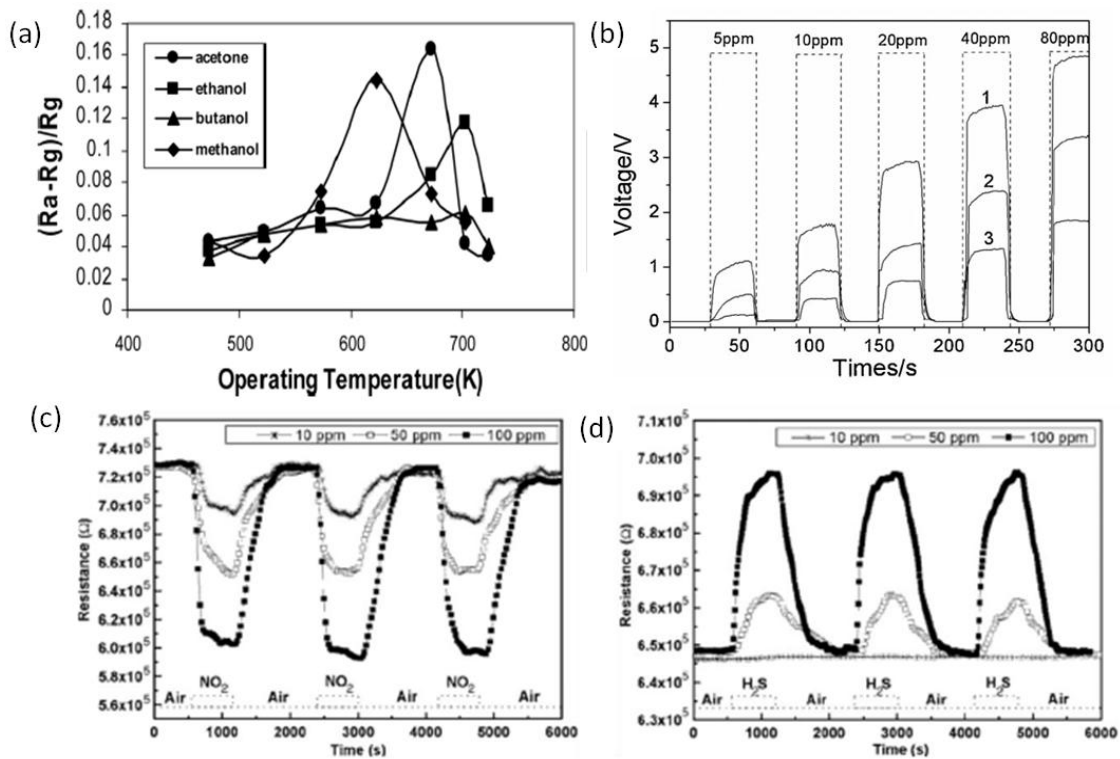 (a)
(Ra-Rg)/Rg
0.18
0.16
0.14
0.12
0.1
0.08
0.06
0.04
0.02
0
acetone
ethanol
butanol
methanol
400 500 600 700 800
Operating Temperature(K)
(b)
Voltage/V
5ppm 10ppm 20ppm 40ppm 80ppm
5
4
3
2
1
0
1
2
3
0 50 100 150 200 250 300
Times/s
(c)
Resistance (Ω)
7.6x10⁵
7.4x10⁵
7.2x10⁵
7.0x10⁵
6.8x10⁵
6.6x10⁵
6.4x10⁵
6.2x10⁵
6.0x10⁵
5.8x10⁵
5.6x10⁵
10 ppm 50 ppm 100 ppm
NO₂ NO₂ NO₂
Air Air Air Air
0 1000 2000 3000 4000 5000 6000
Time (s)
(d)
Resistance (Ω)
7.1x10⁵
7.0x10⁵
6.9x10⁵
6.8x10⁵
6.7x10⁵
6.6x10⁵
6.5x10⁵
6.4x10⁵
6.3x10⁵
10 ppm 50 ppm 100 ppm
H₂S H₂S H₂S
Air Air Air Air
0 1000 2000 3000 4000 5000 6000
Time (s)